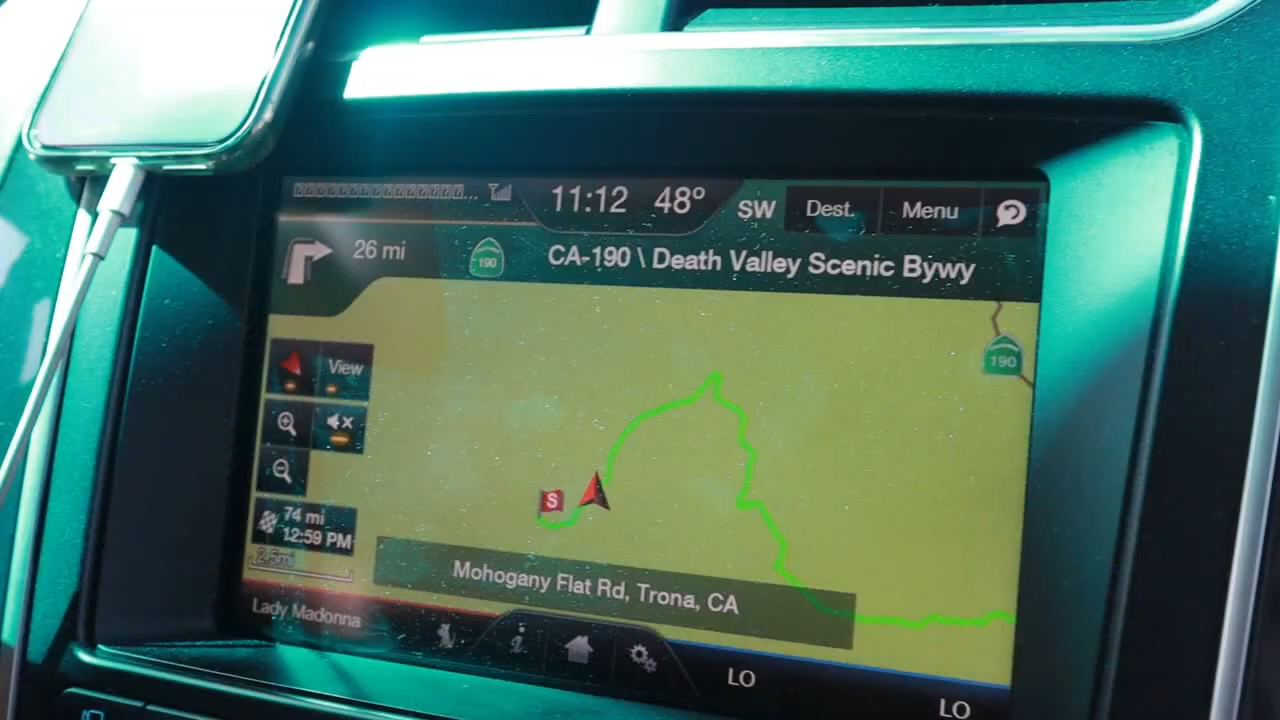 11:12 48° SW Dest. Menu
26 mi 190 CA-190 \ Death Valley Scenic Bywy
190
View
S
74 mi
12:59 PM
2.5mi
Mohogany Flat Rd, Trona, CA
Lady Madonna
LO
LO